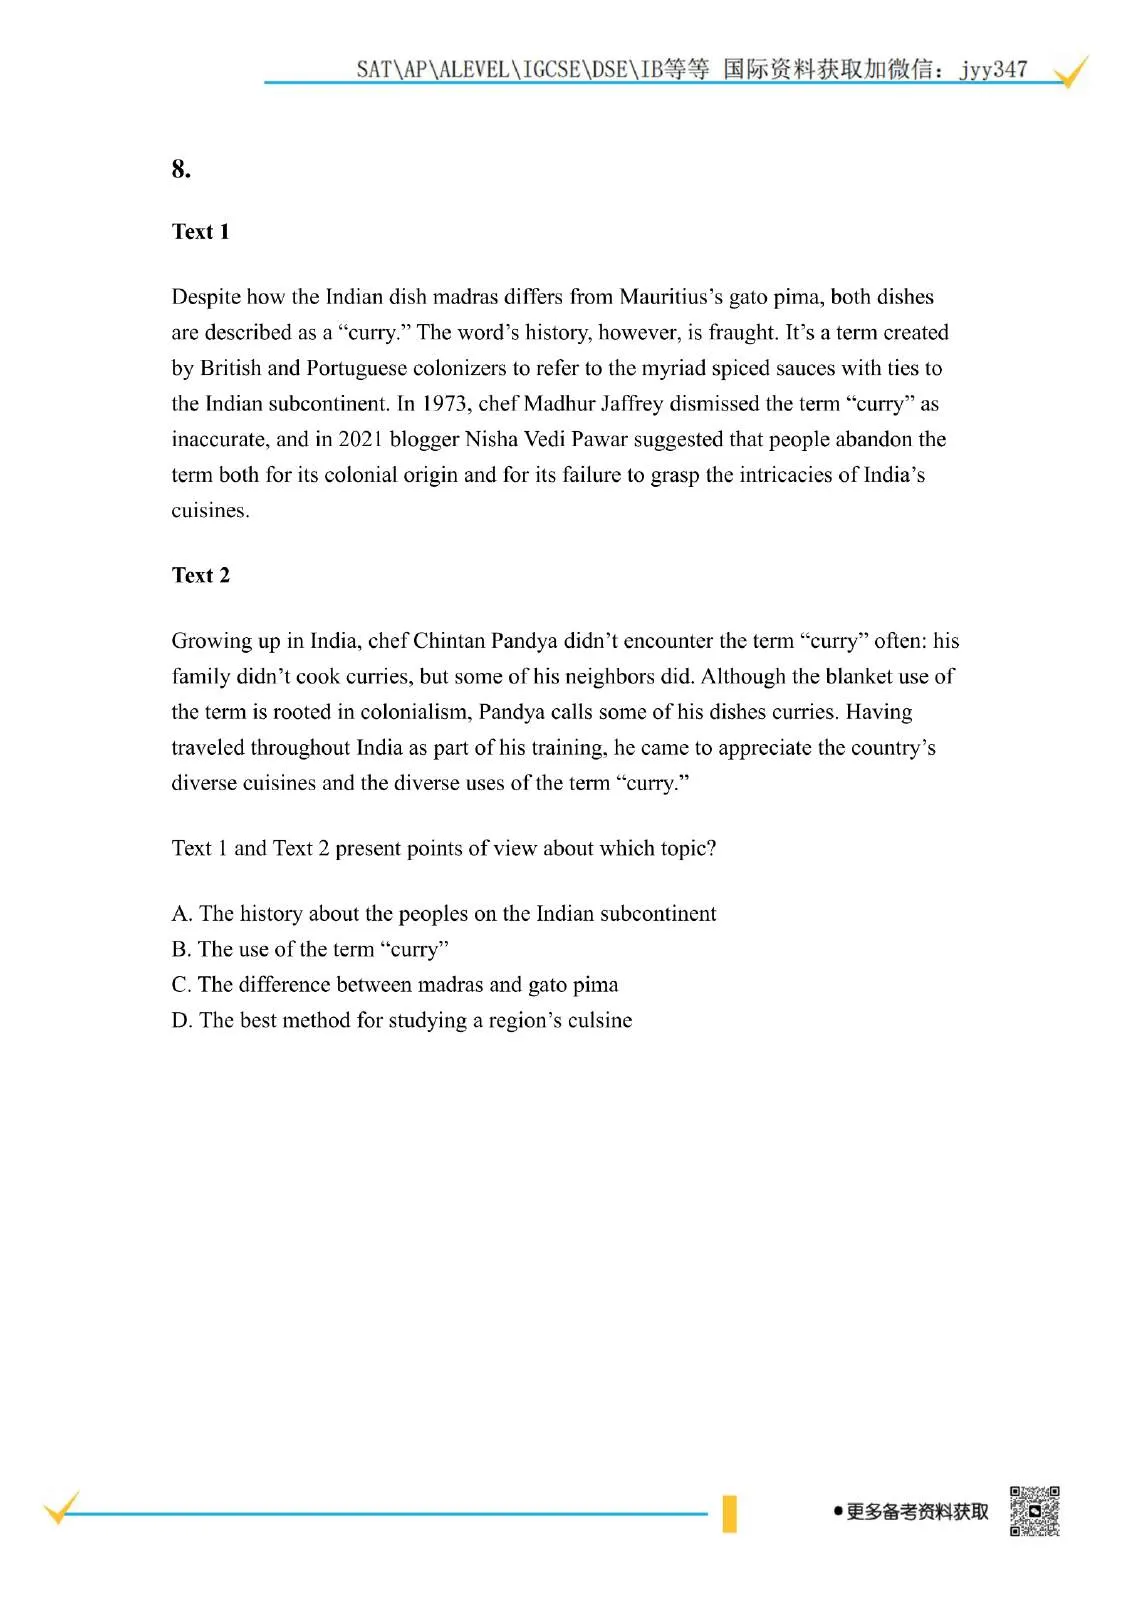 SAT\AP\ALEVEL\IGCSE\DSE\IB等等 国际资料获取加微信：jyy347
8.
Text 1
Despite how the Indian dish madras differs from Mauritius’s gato pima, both dishes
are described as a “curry.” The word’s history, however, is fraught. It’s a term created
by British and Portuguese colonizers to refer to the myriad spiced sauces with ties to
the Indian subcontinent. In 1973, chef Madhur Jaffrey dismissed the term “curry” as
inaccurate, and in 2021 blogger Nisha Vedi Pawar suggested that people abandon the
term both for its colonial origin and for its failure to grasp the intricacies of India’s
cuisines.
Text 2
Growing up in India, chef Chintan Pandya didn’t encounter the term “curry” often: his
family didn’t cook curries, but some of his neighbors did. Although the blanket use of
the term is rooted in colonialism, Pandya calls some of his dishes curries. Having
traveled throughout India as part of his training, he came to appreciate the country’s
diverse cuisines and the diverse uses of the term “curry.”
Text 1 and Text 2 present points of view about which topic?
A. The history about the peoples on the Indian subcontinent
B. The use of the term “curry”
C. The difference between madras and gato pima
D. The best method for studying a region’s culsine
●更多备考资料获取